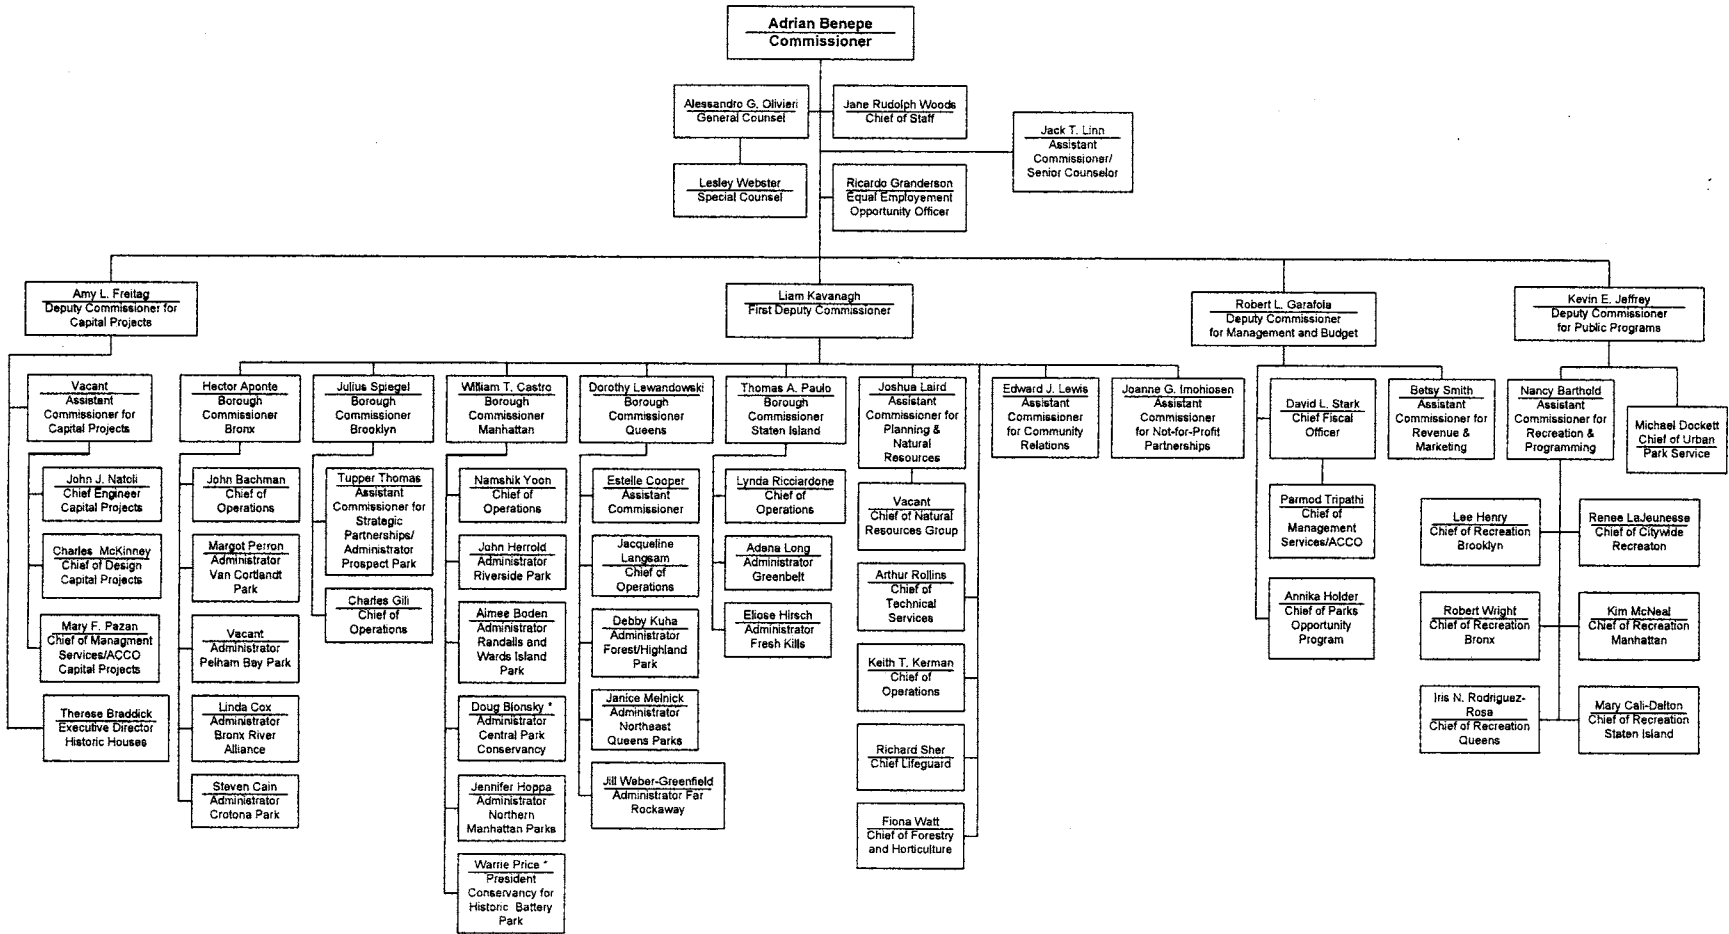 Adrian Benepe
Commissioner
Alessandro G. Olivieri
General Counsel
Jane Rudolph Woods
Chief of Staff
Jack T. Linn
Assistant
Commissioner/
Senior Counselor
Lesley Webster
Special Counsel
Ricardo Granderson
Equal Employement
Opportunity Officer
Amy L. Freitag
Deputy Commissioner for
Capital Projects
Liam Kavanagh
First Deputy Commissioner
Robert L. Garafola
Deputy Commissioner
for Management and Budget
Kevin E. Jeffrey
Deputy Commissioner
for Public Programs
Vacant
Assistant
Commissioner for
Capital Projects
John J. Natoli
Chief Engineer
Capital Projects
Charles McKinney
Chief of Design
Capital Projects
Mary F. Pazan
Chief of Managment
Services/ACCO
Capital Projects
Therese Braddick
Executive Director
Historic Houses
Hector Aponte
Borough
Commissioner
Bronx
John Bachman
Chief of
Operations
Margot Perron
Administrator
Van Cortlandt
Park
Vacant
Administrator
Pelham Bay Park
Linda Cox
Administrator
Bronx River
Alliance
Steven Cain
Administrator
Crotona Park
Julius Spiegel
Borough
Commissioner
Brooklyn
Tupper Thomas
Assistant
Commissioner for
Strategic
Partnerships/
Administrator
Prospect Park
Charles Gili
Chief of
Operations
William T. Castro
Borough
Commissioner
Manhattan
Namshik Yoon
Chief of
Operations
John Herrold
Administrator
Riverside Park
Aimee Boden
Administrator
Randalls and
Wards Island
Park
Doug Blonsky *
Administrator
Central Park
Conservancy
Jennifer Hoppa
Administrator
Northern
Manhattan Parks
Warrie Price *
President
Conservancy for
Historic Battery
Park
Dorothy Lewandowski
Borough
Commissioner
Queens
Estelle Cooper
Assistant
Commissioner
Jacqueline
Langsam
Chief of
Operations
Debby Kuha
Administrator
Forest/Highland
Park
Janice Melnick
Administrator
Northeast
Queens Parks
Jill Weber-Greenfield
Administrator Far
Rockaway
Thomas A. Paulo
Borough
Commissioner
Staten Island
Lynda Ricciardone
Chief of
Operations
Adena Long
Administrator
Greenbelt
Eliose Hirsch
Administrator
Fresh Kills
Joshua Laird
Assistant
Commissioner for
Planning &
Natural
Resources
Vacant
Chief of Natural
Resources Group
Arthur Rollins
Chief of
Technical
Services
Keith T. Kerman
Chief of
Operations
Richard Sher
Chief Lifeguard
Fiona Watt
Chief of Forestry
and Horticulture
Edward J. Lewis
Assistant
Commissioner
for Community
Relations
Joanne G. Imohiosen
Assistant
Commissioner
for Not-for-Profit
Partnerships
David L. Stark
Chief Fiscal
Officer
Parmod Tripathi
Chief of
Management
Services/ACCO
Annika Holder
Chief of Parks
Opportunity
Program
Betsy Smith
Assistant
Commissioner for
Revenue &
Marketing
Nancy Barthold
Assistant
Commissioner for
Recreation &
Programming
Michael Dockett
Chief of Urban
Park Service
Lee Henry
Chief of Recreation
Brooklyn
Renee LaJeunesse
Chief of Citywide
Recreaton
Robert Wright
Chief of Recreation
Bronx
Kim McNeal
Chief of Recreation
Manhattan
Iris N. Rodriguez-
Rosa
Chief of Recreation
Queens
Mary Cali-Dalton
Chief of Recreation
Staten Island